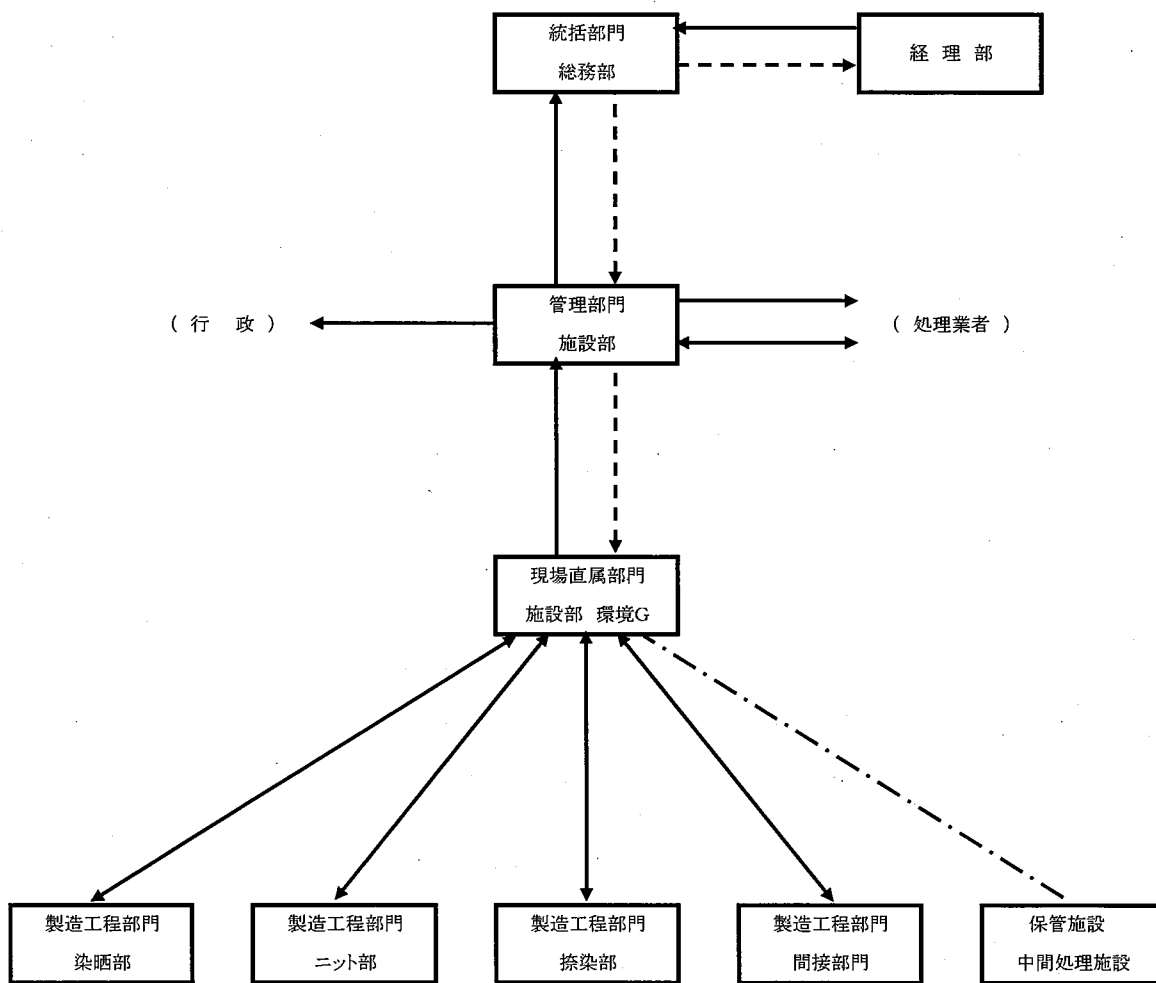 統括部門
総務部
経 理 部
管理部門
施設部
( 行 政 )
( 処理業者 )
現場直属部門
施設部 環境G
製造工程部門
染晒部
製造工程部門
ニット部
製造工程部門
捺染部
製造工程部門
間接部門
保管施設
中間処理施設